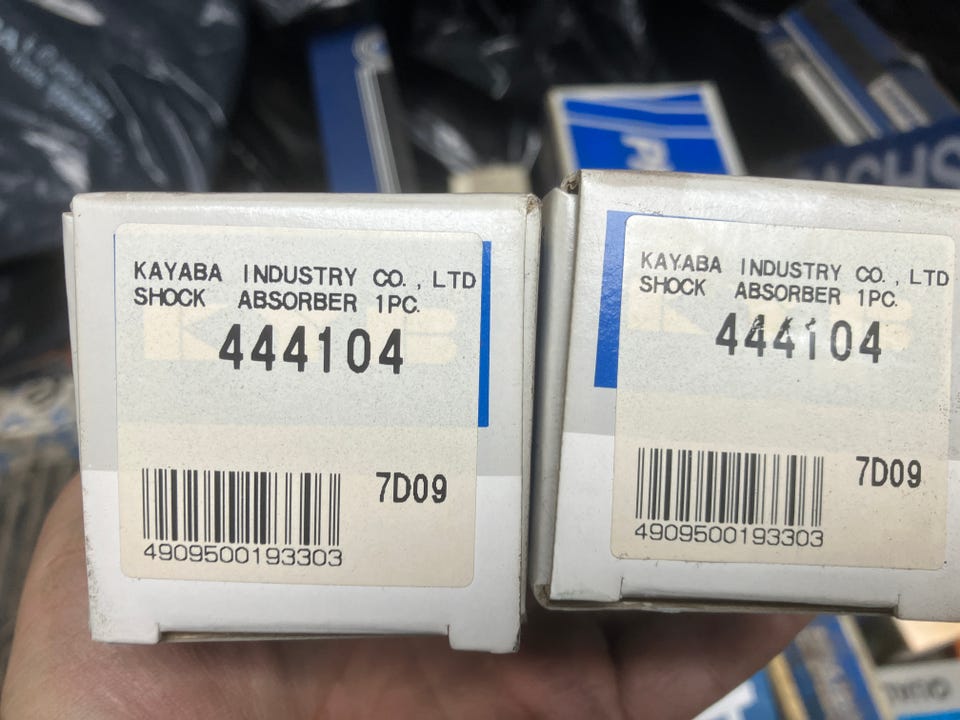 KAYABA INDUSTRY CO., LTD
SHOCK ABSORBER 1PC.
444104
7D09
4909500193303
KAYABA INDUSTRY CO., LTD
SHOCK ABSORBER 1PC.
444104
7D09
4909500193303